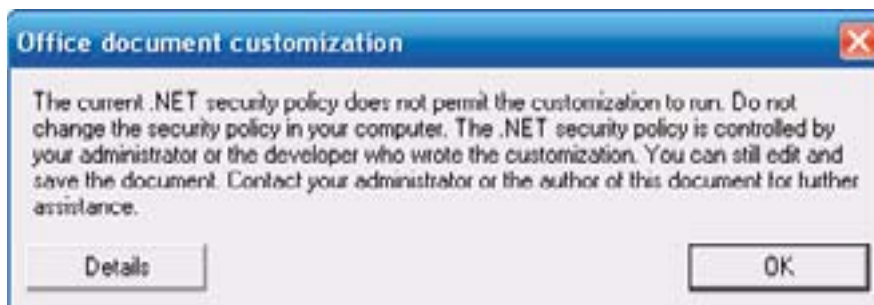 Office document customization
The current .NET security policy does not permit the customization to run. Do not
change the security policy in your computer. The .NET security policy is controlled by
your administrator or the developer who wrote the customization. You can still edit and
save the document. Contact your administrator or the author of this document for further
assistance.
Details
OK